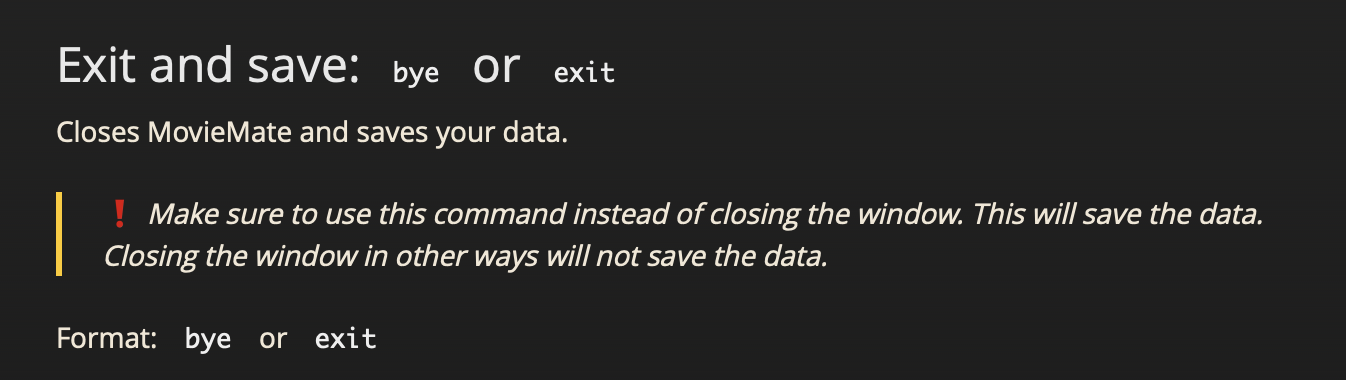 Exit and save: bye or exit
Closes MovieMate and saves your data.
❗ Make sure to use this command instead of closing the window. This will save the data.
Closing the window in other ways will not save the data.
Format: bye or exit